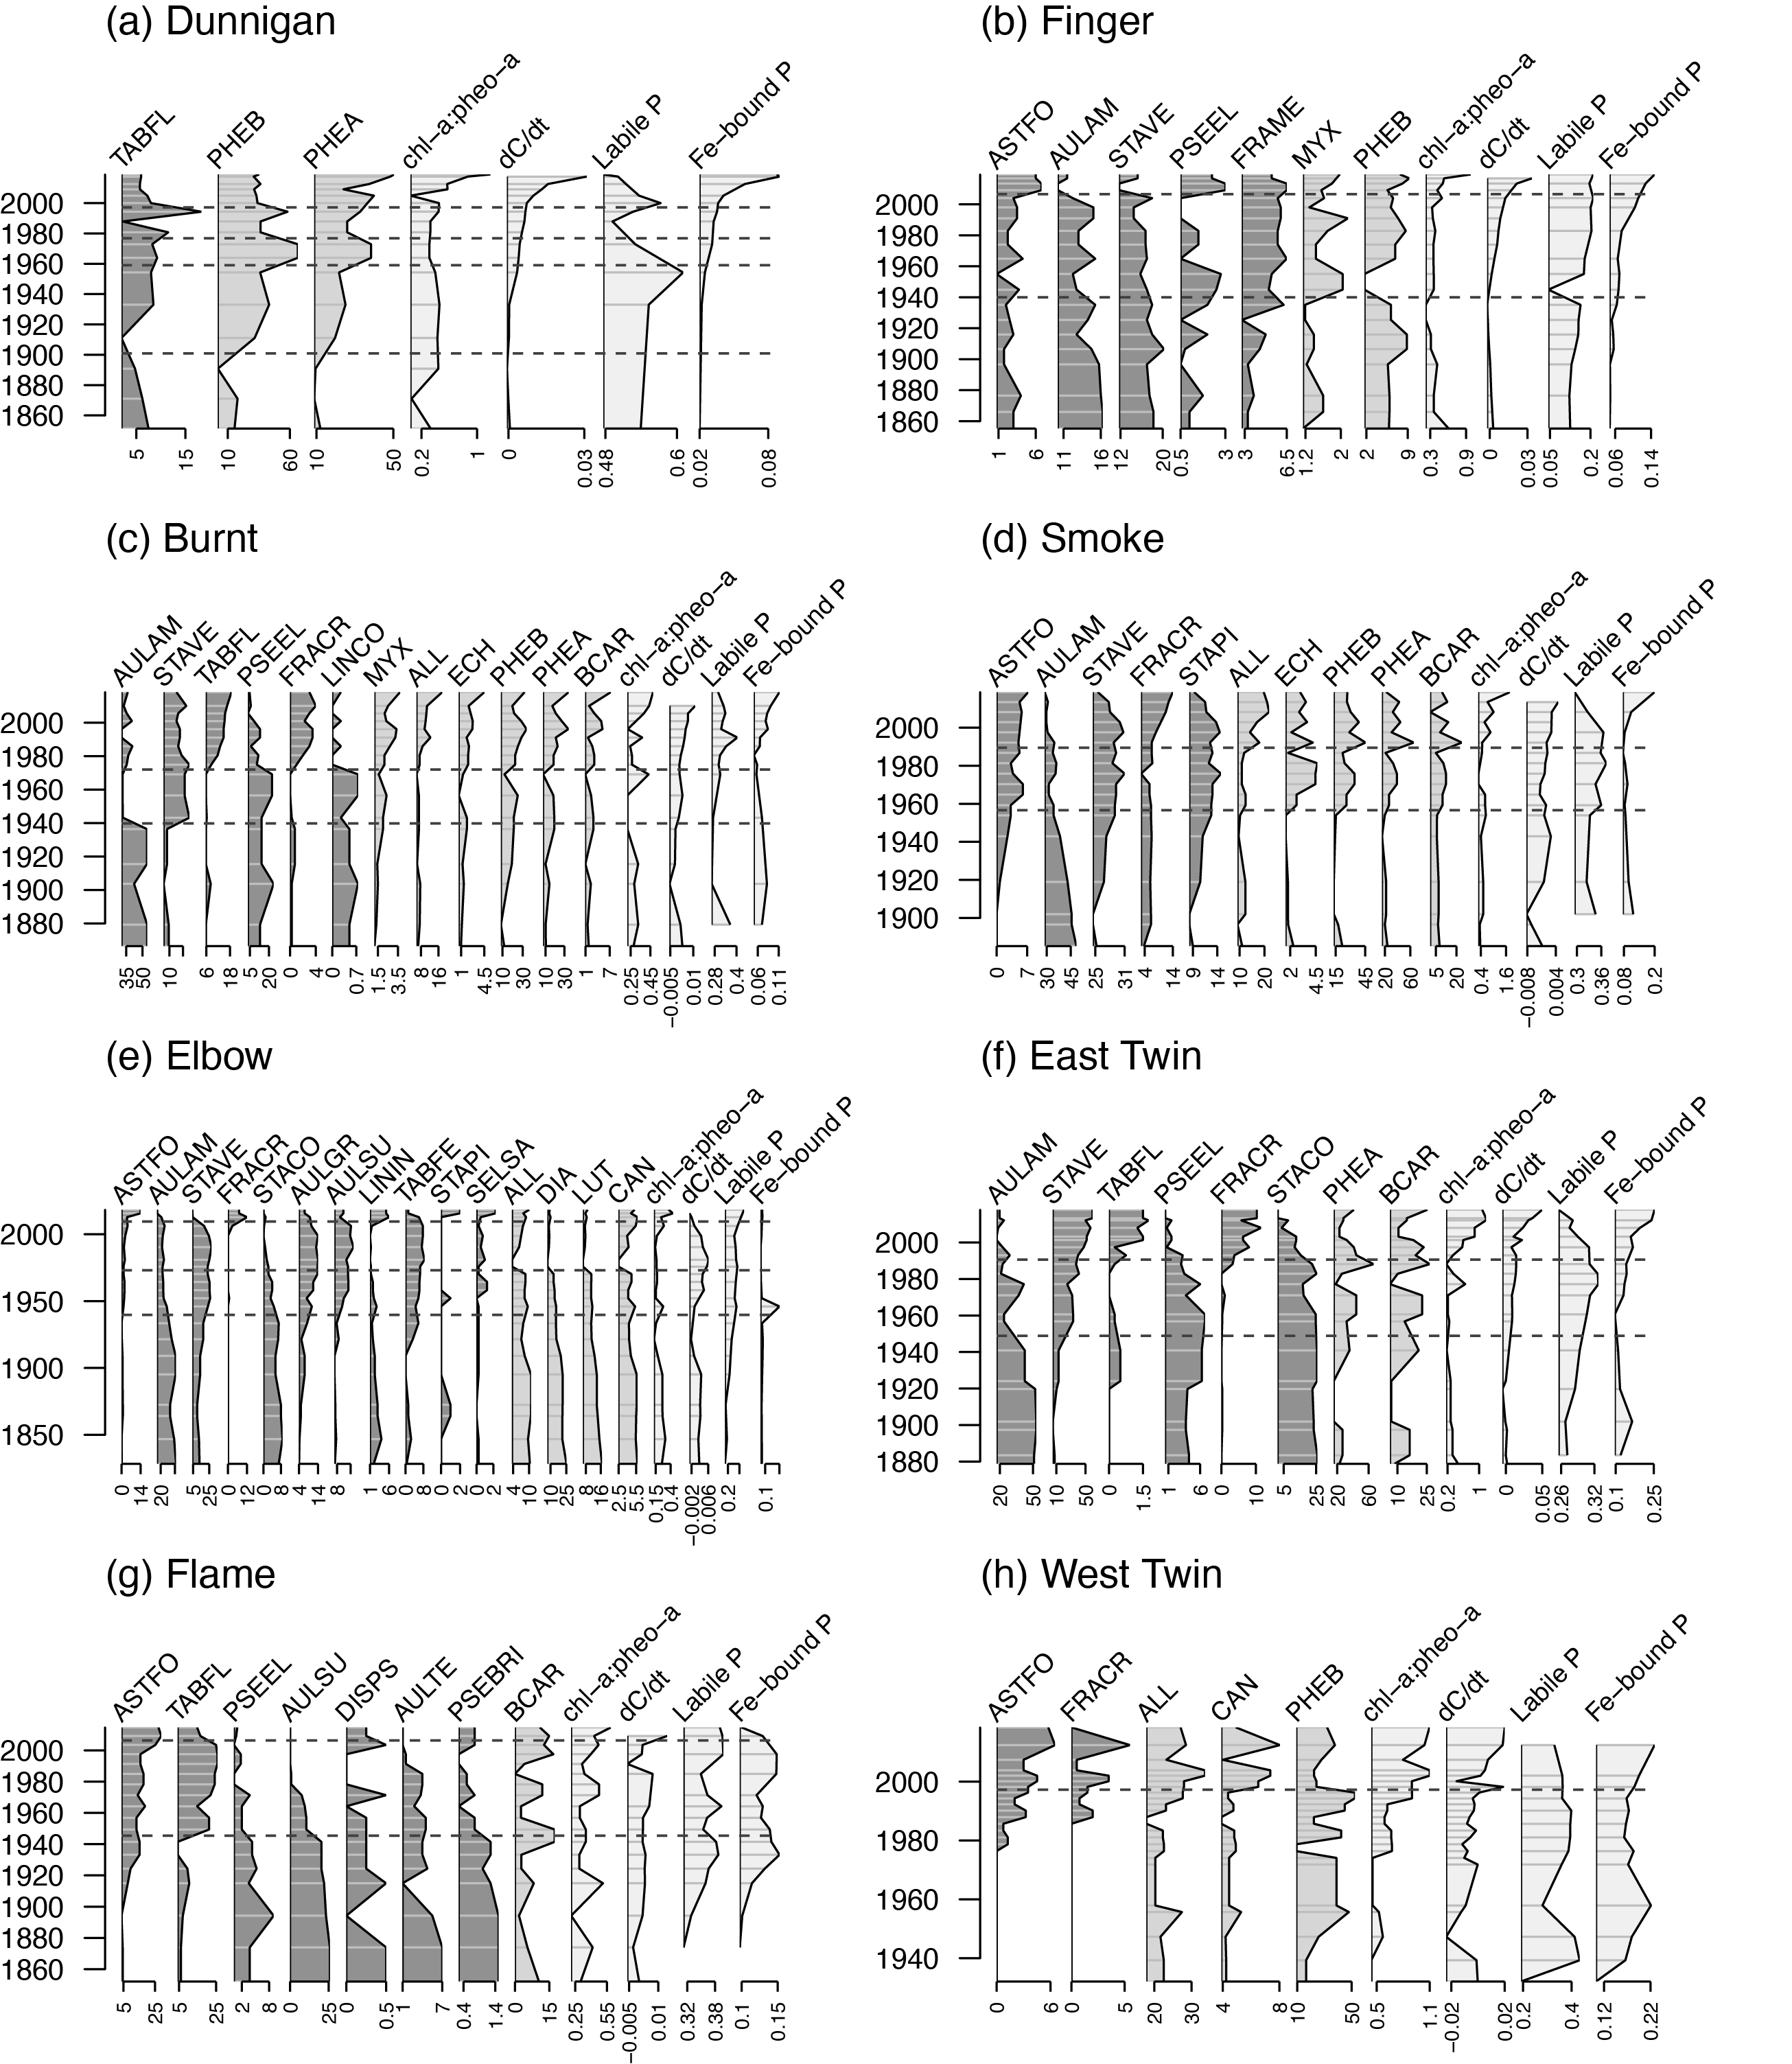 (a) Dunnigan
TABFL PHEB PHEA chl−a:pheo−a dC/dt Labile P Fe−bound P
2000
1980
1960
1940
1920
1900
1880
1860
5 15 10 60 10 50 0.2 1 0 0.03 0.48 0.6 0.02 0.08
(b) Finger
ASTFO AULAM STAVE PSEEL FRAME MYX PHEB chl−a:pheo−a dC/dt Labile P Fe−bound P
2000
1980
1960
1940
1920
1900
1880
1860
1 6 11 16 12 20 0.5 3 3 6.5 1.2 2 2 9 0.3 0.9 0 0.03 0.05 0.2 0.06 0.14
(c) Burnt
AULAM STAVE TABFL PSEEL FRACR LINCO MYX ALL ECH PHEB PHEA BCAR chl−a:pheo−a dC/dt Labile P Fe−bound P
2000
1980
1960
1940
1920
1900
1880
35 50 10 6 18 5 20 0 4 0 0.7 1.5 3.5 8 16 1 4.5 10 30 10 30 1 7 0.25 0.45 −0.005 0.01 0.28 0.4 0.06 0.11
(d) Smoke
ASTFO AULAM STAVE FRACR STAPI ALL ECH PHEB PHEA BCAR chl−a:pheo−a dC/dt Labile P Fe−bound P
2000
1980
1960
1940
1920
1900
0 7 30 45 25 31 4 14 9 14 10 20 2 4.5 15 45 20 60 5 20 0.4 1.6 −0.008 0.004 0.3 0.36 0.08 0.2
(e) Elbow
ASTFO AULAM STAVE FRACR STACO AULGR AULSU LININ TABFE STAPI SELSA ALL DIA LUT CAN chl−a:pheo−a dC/dt Labile P Fe−bound P
2000
1950
1900
1850
0 14 20 5 25 0 12 0 8 4 14 8 1 6 0 8 0 2 0 2 4 10 10 25 8 16 2.5 5.5 0.15 0.4 −0.002 0.006 0.2 0.1
(f) East Twin
AULAM STAVE TABFL PSEEL FRACR STACO PHEA BCAR chl−a:pheo−a dC/dt Labile P Fe−bound P
2000
1980
1960
1940
1920
1900
1880
20 50 10 50 0 1.5 1 6 0 10 5 25 20 60 10 25 0.2 1 0 0.05 0.26 0.32 0.1 0.25
(g) Flame
ASTFO TABFL PSEEL AULSU DISPS AULTE PSEBRI BCAR chl−a:pheo−a dC/dt Labile P Fe−bound P
2000
1980
1960
1940
1920
1900
1880
1860
5 25 5 25 2 8 0 25 0 0.5 1 7 0.4 1.4 0 15 0.25 0.55 −0.005 0.01 0.32 0.38 0.1 0.15
(h) West Twin
ASTFO FRACR ALL CAN PHEB chl−a:pheo−a dC/dt Labile P Fe−bound P
2000
1980
1960
1940
0 6 0 5 20 30 4 8 10 50 0.5 1.1 −0.02 0.02 0.2 0.4 0.12 0.22